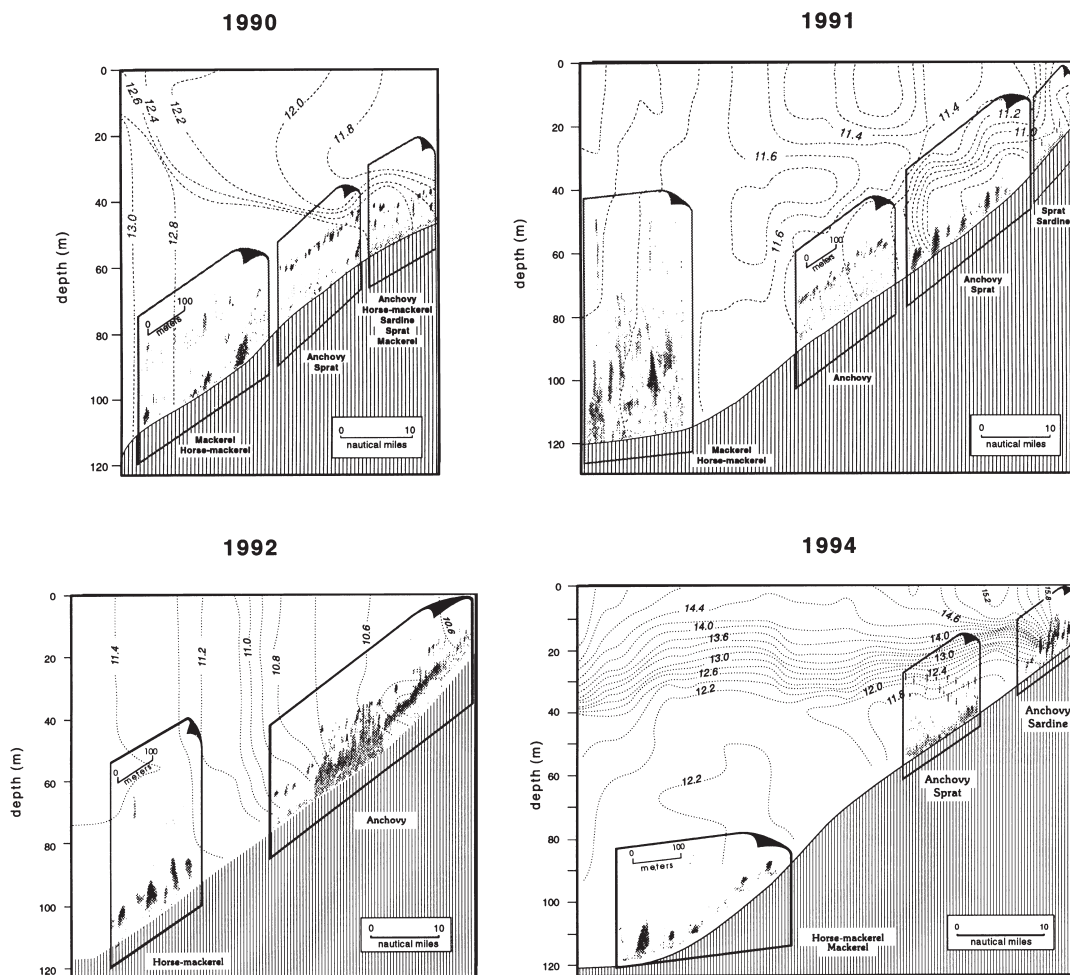 1990
0
20
40
60
80
100
120
depth (m)
12.6
12.4
12.2
12.0
11.8
13.0
12.8
0 100
meters
Mackerel
Horse-mackerel
Anchovy
Sprat
Anchovy
Horse-mackerel
Sardine
Sprat
Mackerel
0 10
nautical miles
1991
0
20
40
60
80
100
120
depth (m)
11.4
11.4
11.2
11.0
11.6
11.6
0 100
meters
Mackerel
Horse-mackerel
Anchovy
Anchovy
Sprat
Sprat
Sardine
0 10
nautical miles
1992
0
20
40
60
80
100
120
depth (m)
11.4
11.2
11.0
10.8
10.6
10.6
0 100
meters
Horse-mackerel
Anchovy
0 10
nautical miles
1994
0
20
40
60
80
100
120
depth (m)
14.4
14.0
13.6
13.0
12.6
12.2
15.2
15.8
14.6
14.0
13.0
12.4
12.0
11.8
12.2
0 100
meters
Horse-mackerel
Mackerel
Anchovy
Sprat
Anchovy
Sardine
0 10
nautical miles